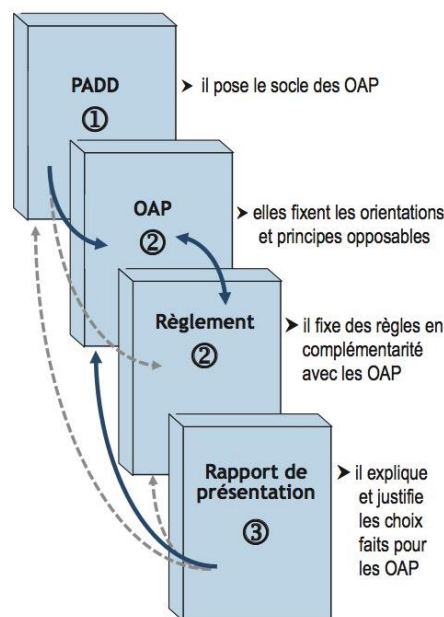 PADD
①
➤ il pose le socle des OAP
OAP
②
➤ elles fixent les orientations
et principes opposables
Règlement
②
➤ il fixe des règles en
complémentarité
avec les OAP
Rapport de
présentation
③
➤ il explique
et justifie
les choix
faits pour
les OAP